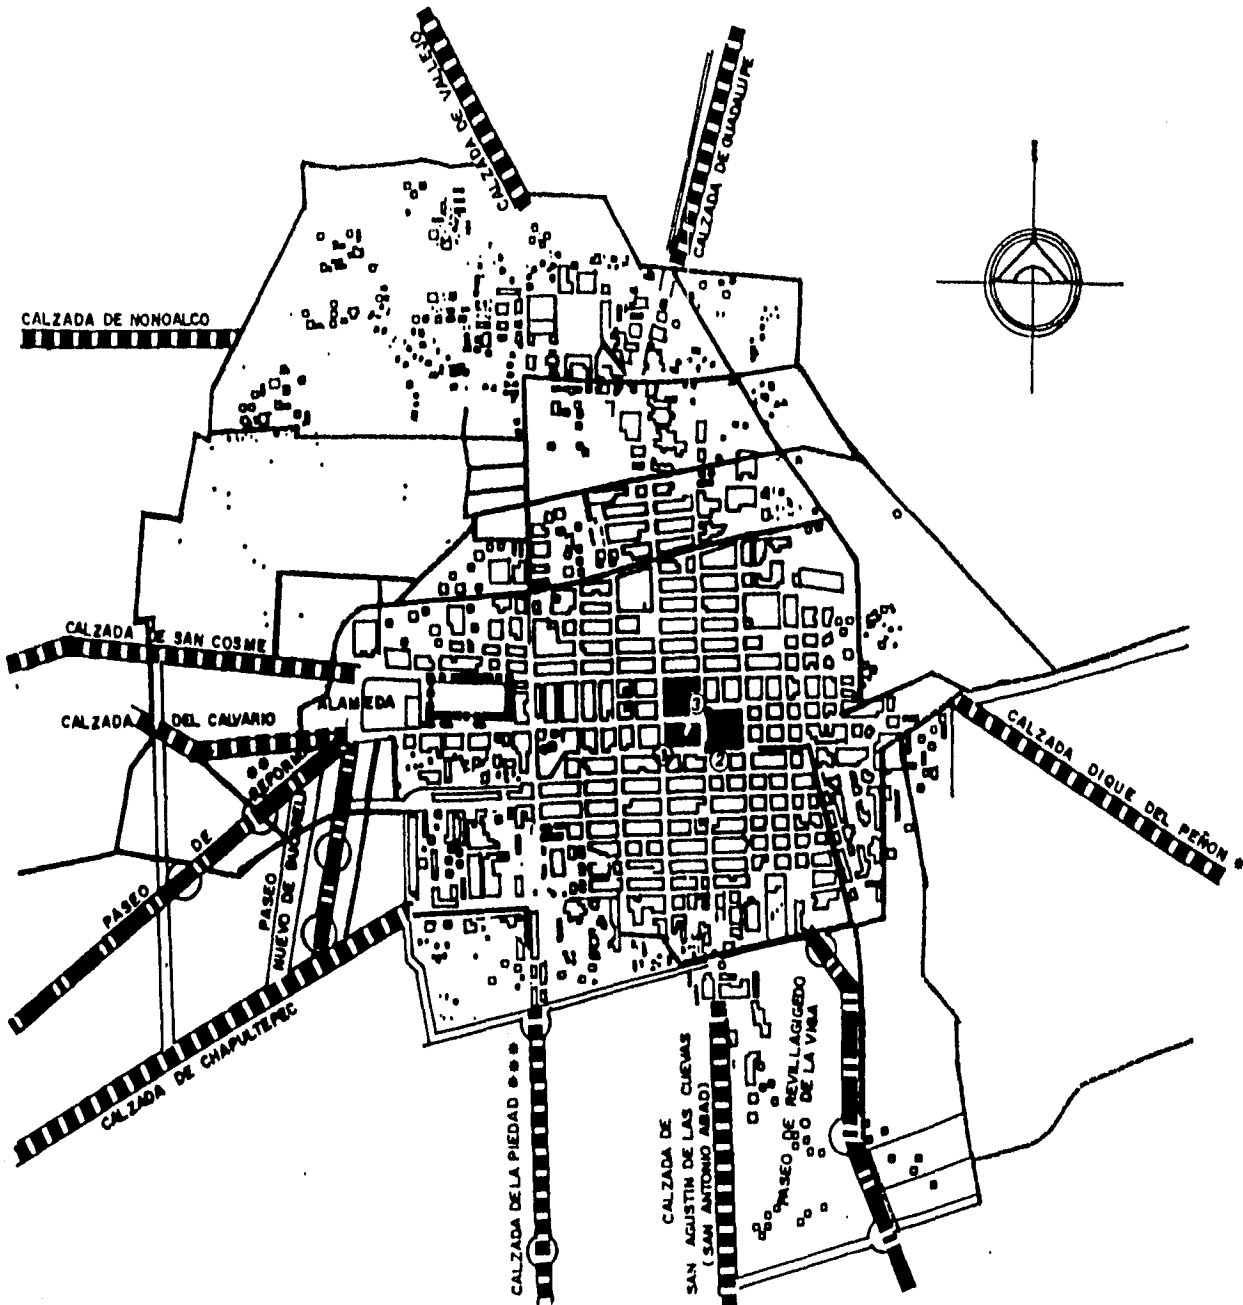 CALZADA DE VALLEJO
CALZADA DE GUADALUPE
CALZADA DE NONOALCO
CALZADA DE SAN COSME
ALAMEDA
CALZADA DEL CALVARIO
3
2
PASEO DE REFORMA **
PASEO
NUEVO DE BUCARELI
CALZADA DIQUE DEL PEÑON *
CALZADA DE CHAPULTEPEC
CALZADA DE LA PIEDAD ***
CALZADA DE
SAN AGUSTIN DE LAS CUEVAS
(SAN ANTONIO ABAD)
PASEO DE REVILLAGIGEDO
O DE LA VIGA